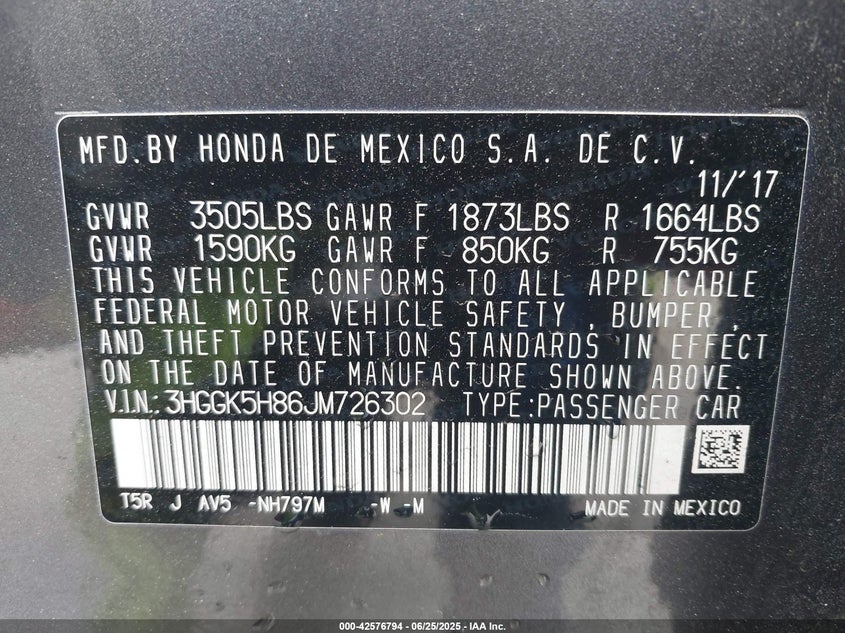 MFD.BY HONDA DE MEXICO S.A. DE C.V.
11/'17
GVWR 3505LBS GAWR F 1873LBS R 1664LBS
GVWR 1590KG GAWR F 850KG R 755KG
THIS VEHICLE CONFORMS TO ALL APPLICABLE
FEDERAL MOTOR VEHICLE SAFETY , BUMPER ,
AND THEFT PREVENTION STANDARDS IN EFFECT
ON THE DATE OF MANUFACTURE SHOWN ABOVE.
V.I.N.:3HGGK5H86JM726302 TYPE:PASSENGER CAR
T5R J AV5 -NH797M -W -M MADE IN MEXICO
000-42576794 - 06/25/2025 - IAA Inc.